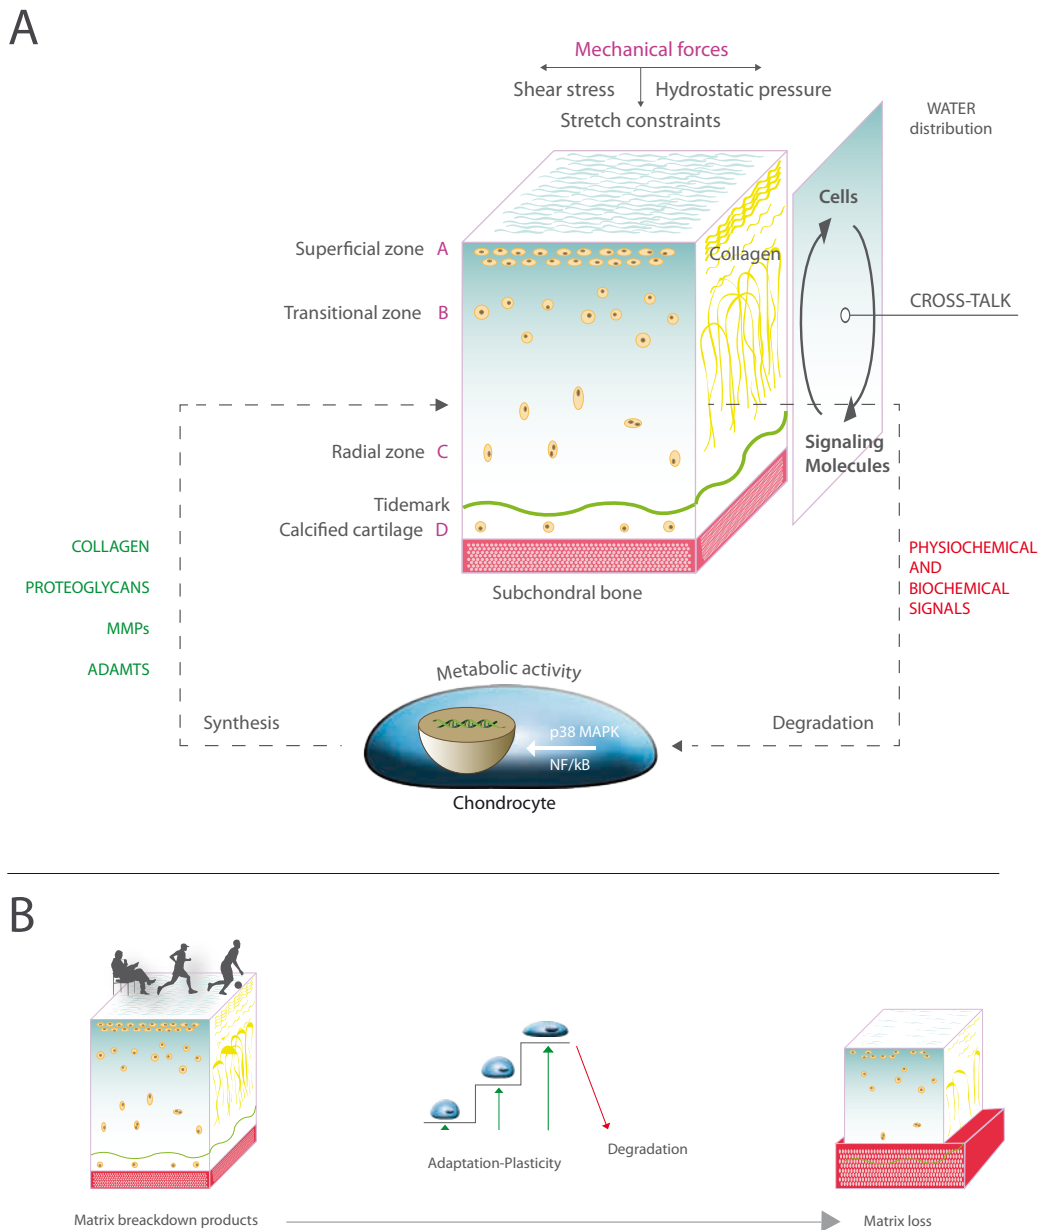 A
Mechanical forces
Shear stress
Hydrostatic pressure
Stretch constraints
WATER
distribution
Cells
Superficial zone A
Collagen
Transitional zone B
CROSS-TALK
Radial zone C
Signaling
Molecules
Tidemark
Calcified cartilage D
Subchondral bone
COLLAGEN
PROTEOGLYCANS
MMPs
ADAMTS
PHYSIOCHEMICAL
AND
BIOCHEMICAL
SIGNALS
Metabolic activity
Synthesis
Degradation
p38 MAPK
NF/kB
Chondrocyte
B
Adaptation-Plasticity
Degradation
Matrix breakdown products
Matrix loss